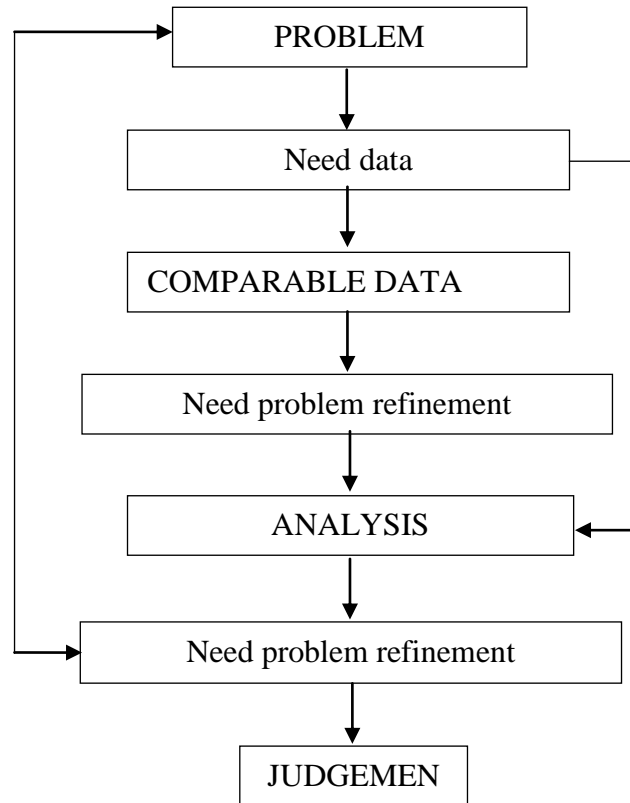 PROBLEM
Need data
COMPARABLE DATA
Need problem refinement
ANALYSIS
Need problem refinement
JUDGEMEN